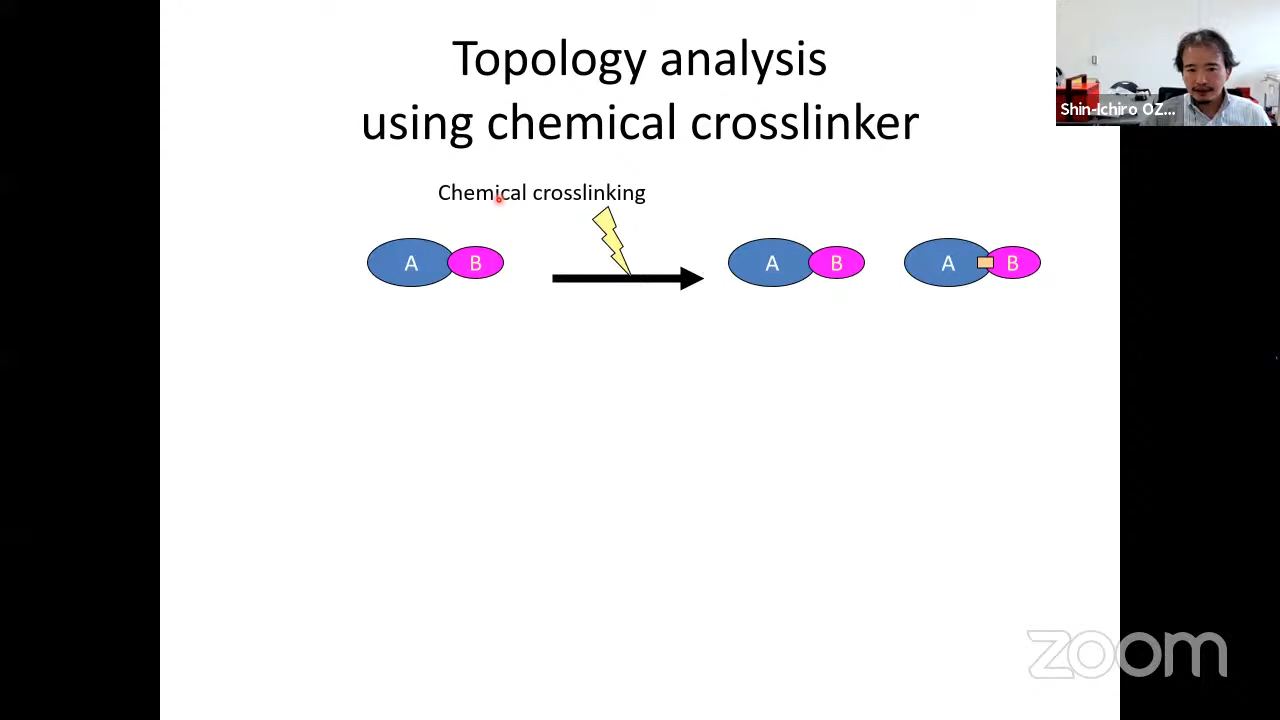 Topology analysis
using chemical crosslinker
Shin-Ichiro OZ...
Chemical crosslinking
A B A B A B
zoom